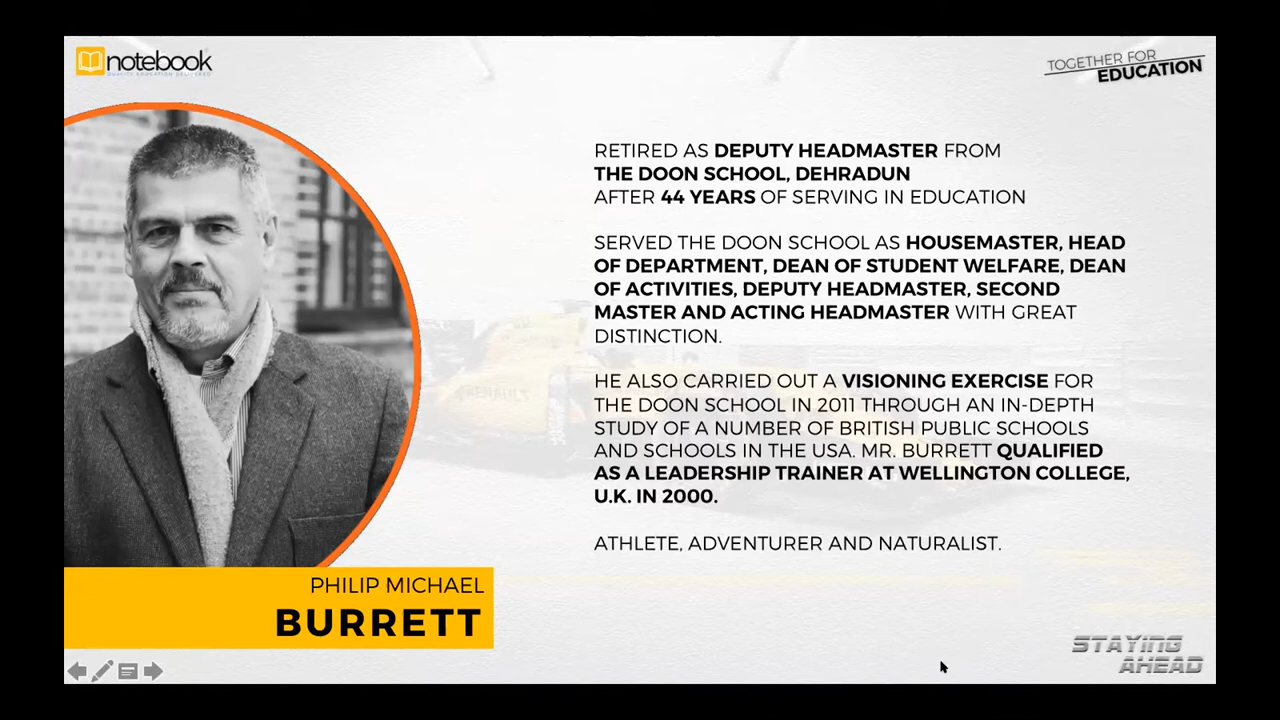 notebook
QUALITY EDUCATION DELIVERED
TOGETHER FOR
EDUCATION
RETIRED AS DEPUTY HEADMASTER FROM
THE DOON SCHOOL, DEHRADUN
AFTER 44 YEARS OF SERVING IN EDUCATION
SERVED THE DOON SCHOOL AS HOUSEMASTER, HEAD
OF DEPARTMENT, DEAN OF STUDENT WELFARE, DEAN
OF ACTIVITIES, DEPUTY HEADMASTER, SECOND
MASTER AND ACTING HEADMASTER WITH GREAT
DISTINCTION.
HE ALSO CARRIED OUT A VISIONING EXERCISE FOR
THE DOON SCHOOL IN 2011 THROUGH AN IN-DEPTH
STUDY OF A NUMBER OF BRITISH PUBLIC SCHOOLS
AND SCHOOLS IN THE USA. MR. BURRETT QUALIFIED
AS A LEADERSHIP TRAINER AT WELLINGTON COLLEGE,
U.K. IN 2000.
ATHLETE, ADVENTURER AND NATURALIST.
RENAULT
PHILIP MICHAEL
BURRETT
STAYING
AHEAD